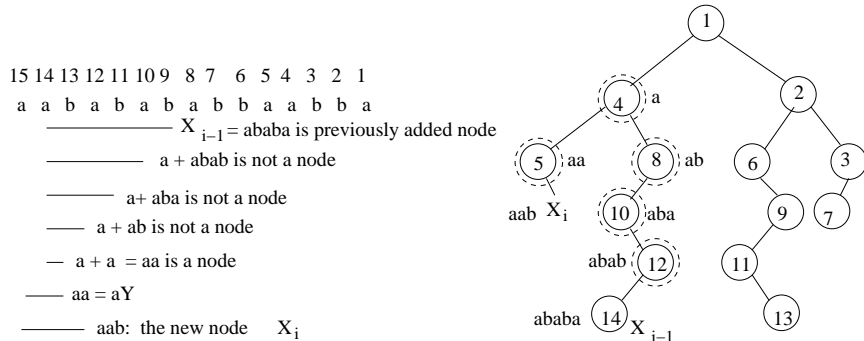 15 14 13 12 11 10 9 8 7 6 5 4 3 2 1
a a b a b a b a b b a a b b a
X i–1 = ababa is previously added node
a + abab is not a node
a+ aba is not a node
a + ab is not a node
a + a = aa is a node
aa = aY
aab: the new node X i
1
4 a
2
5 aa
8 ab
6
3
aab X i
10 aba
9
7
abab 12
11
ababa 14 X i–1
13